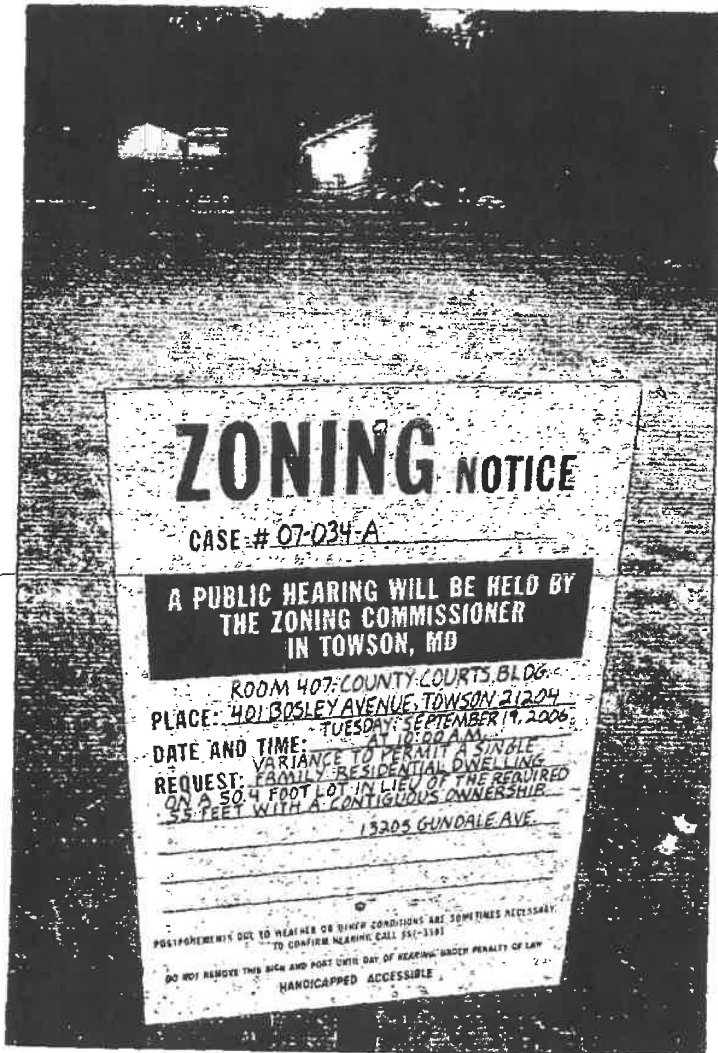 ZONING NOTICE
CASE # 07-034-A
A PUBLIC HEARING WILL BE HELD BY
THE ZONING COMMISSIONER
IN TOWSON, MD
ROOM 407, COUNTY COURTS BLDG.
PLACE: 401 BOSLEY AVENUE, TOWSON 21204
TUESDAY, SEPTEMBER 19, 2006
DATE AND TIME: AT A.M.
VARIANCE TO PERMIT A SINGLE
REQUEST: FAMILY RESIDENTIAL DWELLING
ON A 50.4 FOOT LOT IN LIEU OF THE REQUIRED
55 FEET WITH A CONTIGUOUS OWNERSHIP
GUNDALE AVE.
POSTPONEMENTS DUE TO WEATHER OR OTHER CONDITIONS ARE SOMETIMES NECESSARY
TO CONFIRM HEARING CALL
DO NOT REMOVE THIS SIGN AND POST UNTIL DAY OF HEARING UNDER PENALTY OF LAW
HANDICAPPED ACCESSIBLE